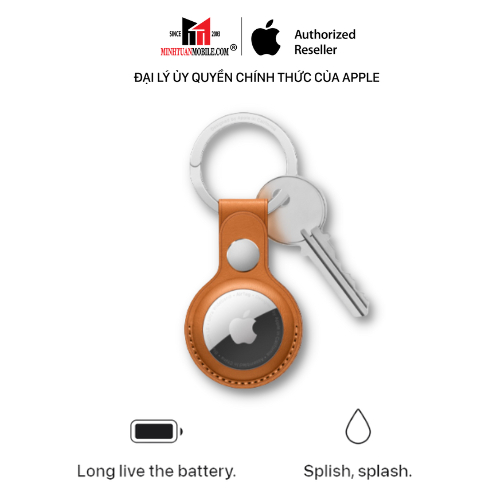 SINCE 2013
MINHTUANMOBILE.COM®
Authorized
Reseller
ĐẠI LÝ ỦY QUYỀN CHÍNH THỨC CỦA APPLE
Long live the battery.
Splish, splash.